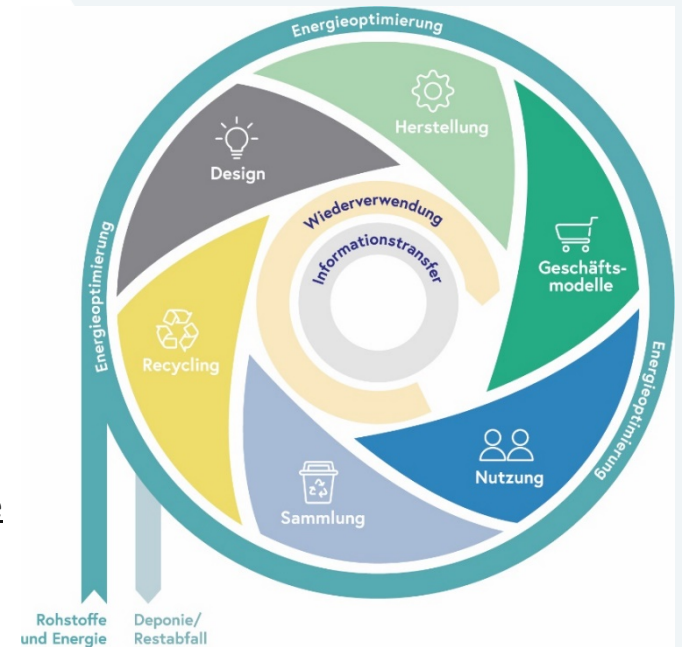 Energieoptimierung
Herstellung
Design
Wiederverwendung
Informationstransfer
Geschäfts-
modelle
Energieoptimierung
Recycling
Energieoptimierung
Nutzung
Sammlung
e
Rohstoffe
und Energie
Deponie/
Restabfall